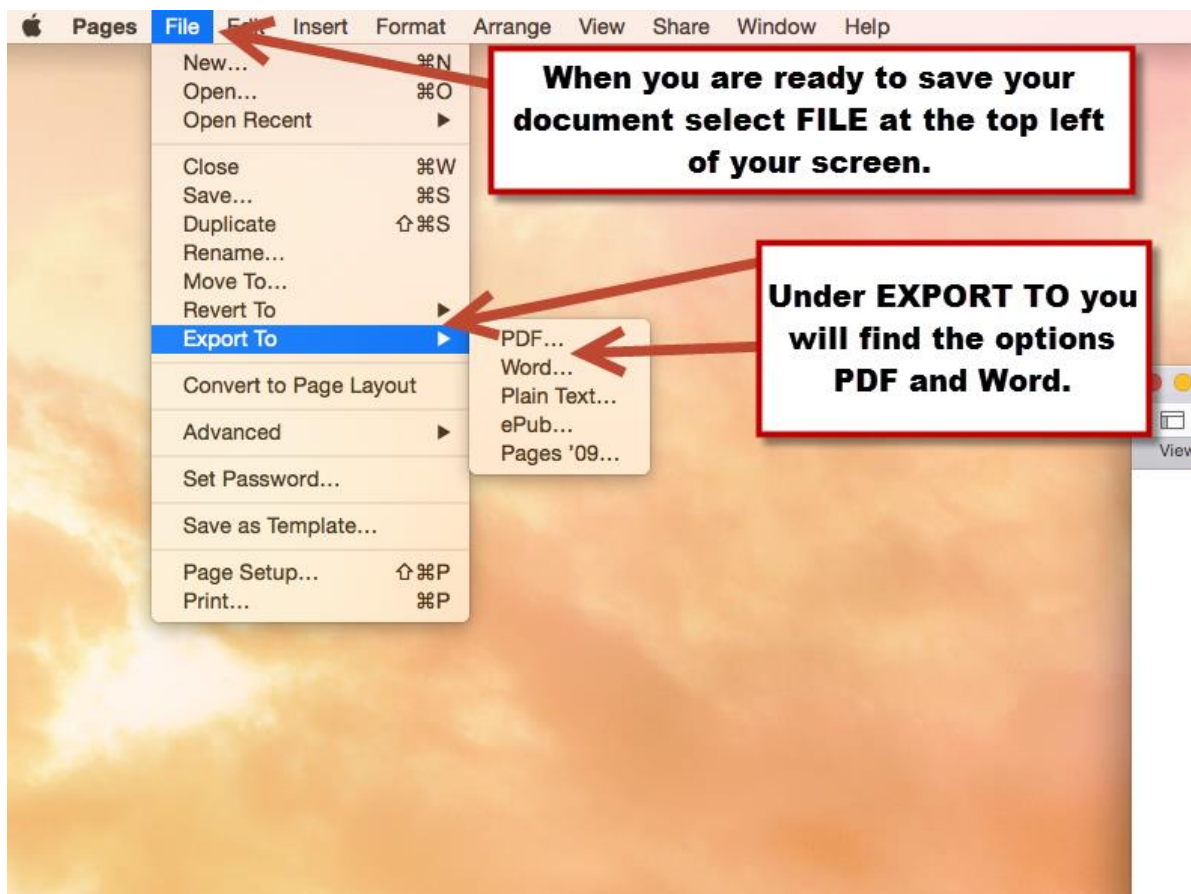 Pages File Edit Insert Format Arrange View Share Window Help
New... ⌘N
Open... ⌘O
Open Recent ▶
Close ⌘W
Save... ⌘S
Duplicate ⇧⌘S
Rename...
Move To...
Revert To ▶
Export To ▶
Convert to Page Layout
Advanced ▶
Set Password...
Save as Template...
Page Setup... ⇧⌘P
Print... ⌘P
PDF...
Word...
Plain Text...
ePub...
Pages '09...
When you are ready to save your
document select FILE at the top left
of your screen.
Under EXPORT TO you
will find the options
PDF and Word.
View